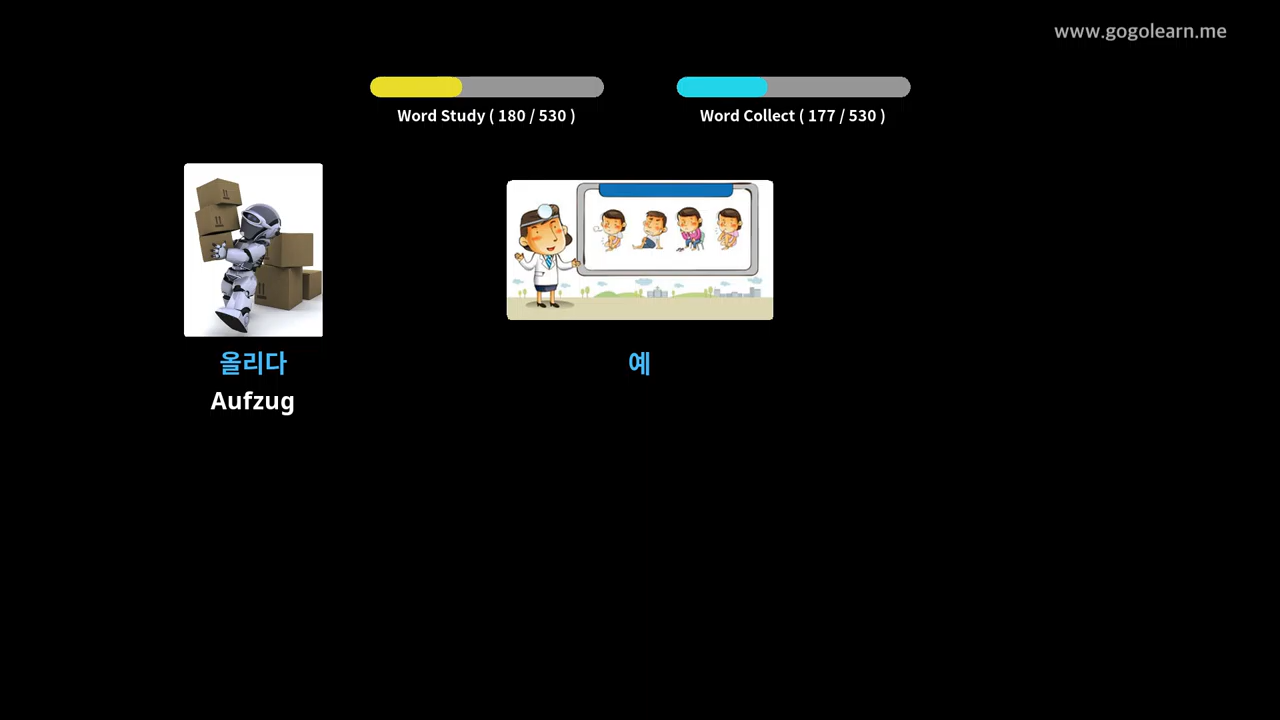 www.gogolearn.me
Word Study ( 180 / 530 )
Word Collect ( 177 / 530 )
올리다
Aufzug
예